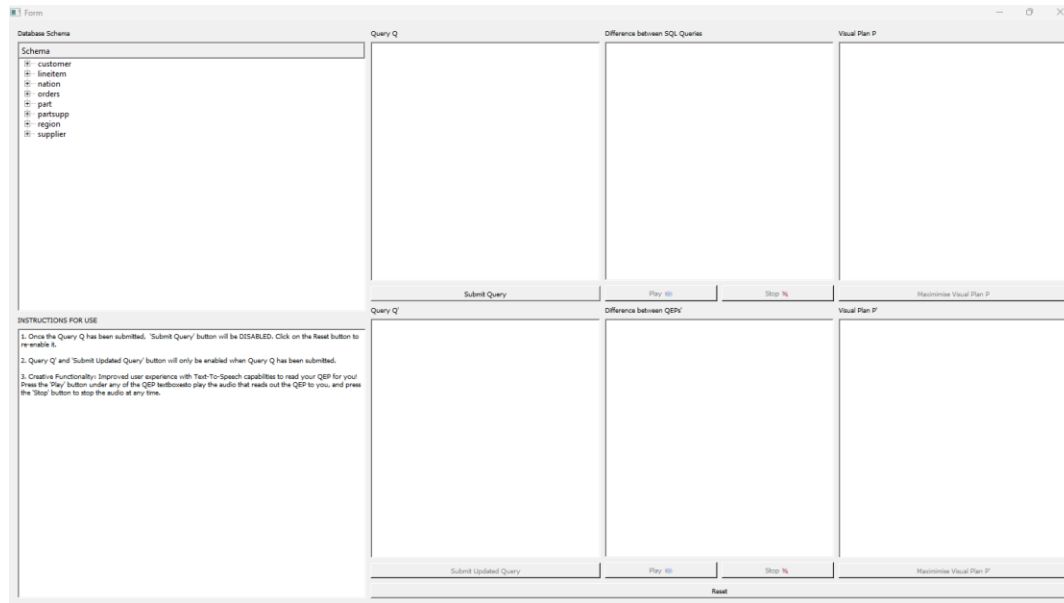 Form
Database Schema
Schema
customer
lineitem
nation
orders
part
partsupp
region
supplier
INSTRUCTIONS FOR USE
1. Once the Query Q has been submitted, 'Submit Query' button will be DISABLED. Click on the Reset button to
re-enable it.
2. Query Q' and 'Submit Updated Query' button will only be enabled when Query Q has been submitted.
3. Creative Functionality: Improved user experience with Text-To-Speech capabilities to read your QEP for you!
Press the 'Play' button under any of the QEP textboxesto play the audio that reads out the QEP to you, and press
the 'Stop' button to stop the audio at any time.
Query Q
Submit Query
Difference between SQL Queries
Play
Stop
Visual Plan P
Maximise Visual Plan P
Query Q'
Submit Updated Query
Difference between QEPs'
Play
Stop
Visual Plan P'
Maximise Visual Plan P'
Reset